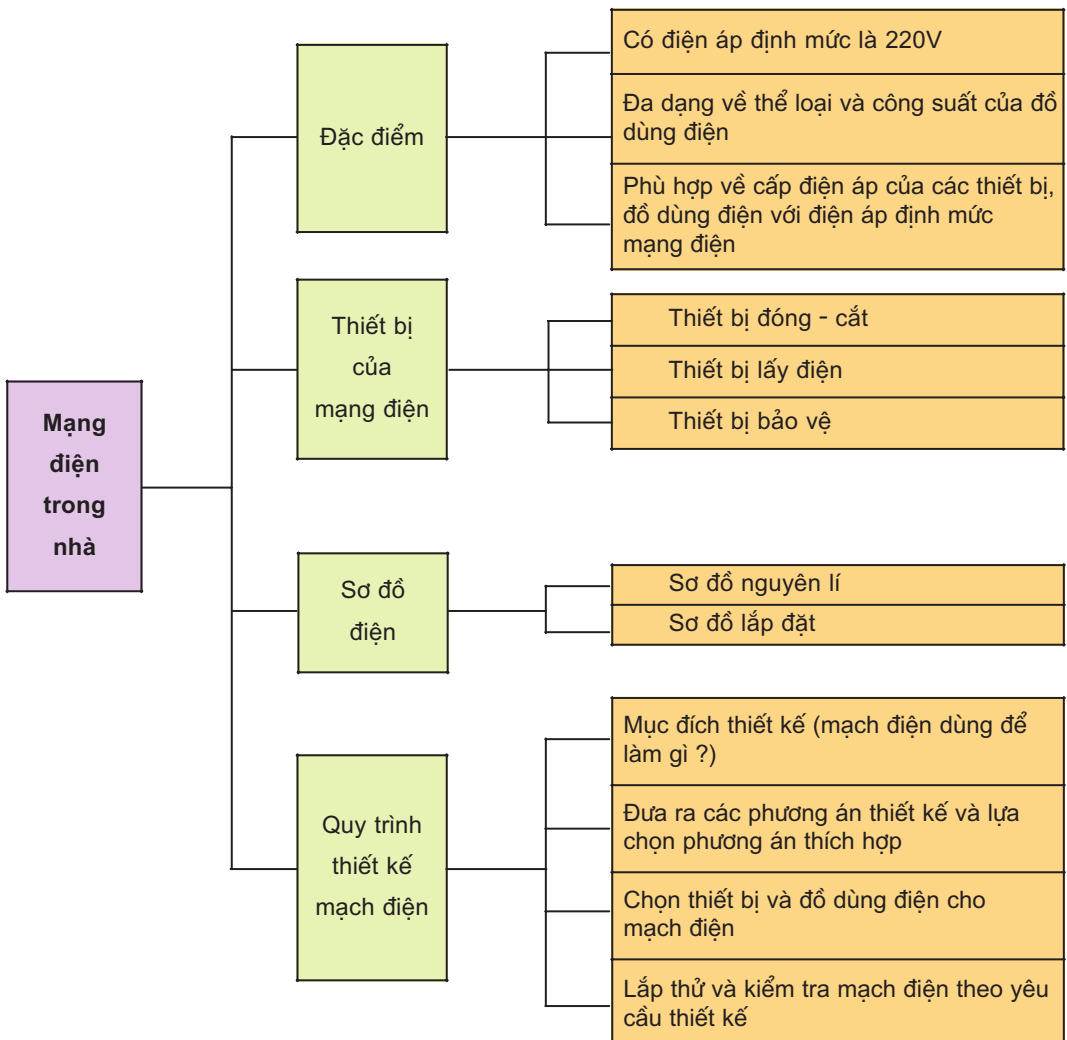 Mạng
điện
trong
nhà
Đặc điểm
Có điện áp định mức là 220V
Đa dạng về thể loại và công suất của đồ
dùng điện
Phù hợp về cấp điện áp của các thiết bị,
đồ dùng điện với điện áp định mức
mạng điện
Thiết bị
của
mạng điện
Thiết bị đóng - cắt
Thiết bị lấy điện
Thiết bị bảo vệ
Sơ đồ
điện
Sơ đồ nguyên lí
Sơ đồ lắp đặt
Quy trình
thiết kế
mạch điện
Mục đích thiết kế (mạch điện dùng để
làm gì ?)
Đưa ra các phương án thiết kế và lựa
chọn phương án thích hợp
Chọn thiết bị và đồ dùng điện cho
mạch điện
Lắp thử và kiểm tra mạch điện theo yêu
cầu thiết kế